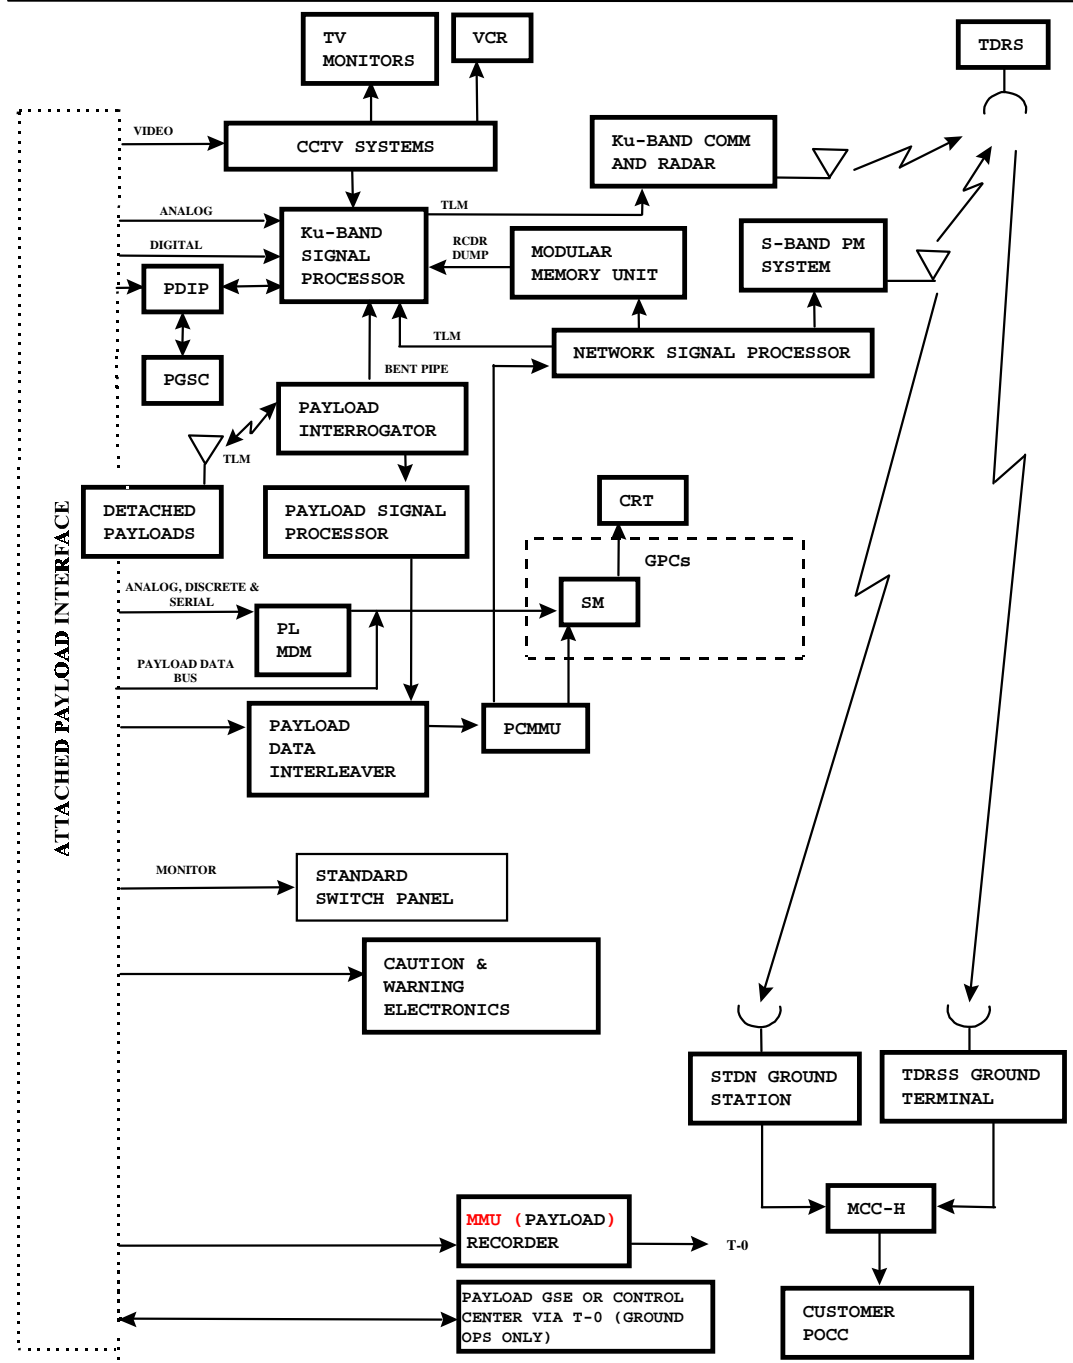 TV
MONITORS
VCR
TDRS
VIDEO
CCTV SYSTEMS
Ku-BAND COMM
AND RADAR
ANALOG
TLM
Ku-BAND
SIGNAL
PROCESSOR
DIGITAL
RCDR
DUMP
MODULAR
MEMORY UNIT
S-BAND PM
SYSTEM
PDIP
TLM
NETWORK SIGNAL PROCESSOR
PGSC
BENT PIPE
PAYLOAD
INTERROGATOR
TLM
DETACHED
PAYLOADS
PAYLOAD SIGNAL
PROCESSOR
CRT
GPCs
ATTACHED PAYLOAD INTERFACE
ANALOG, DISCRETE &
SERIAL
PL
MDM
SM
PAYLOAD DATA
BUS
PAYLOAD
DATA
INTERLEAVER
PCMMU
MONITOR
STANDARD
SWITCH PANEL
CAUTION &
WARNING
ELECTRONICS
STDN GROUND
STATION
TDRSS GROUND
TERMINAL
MCC-H
MMU (PAYLOAD)
RECORDER
T-0
PAYLOAD GSE OR CONTROL
CENTER VIA T-0 (GROUND
OPS ONLY)
CUSTOMER
POCC